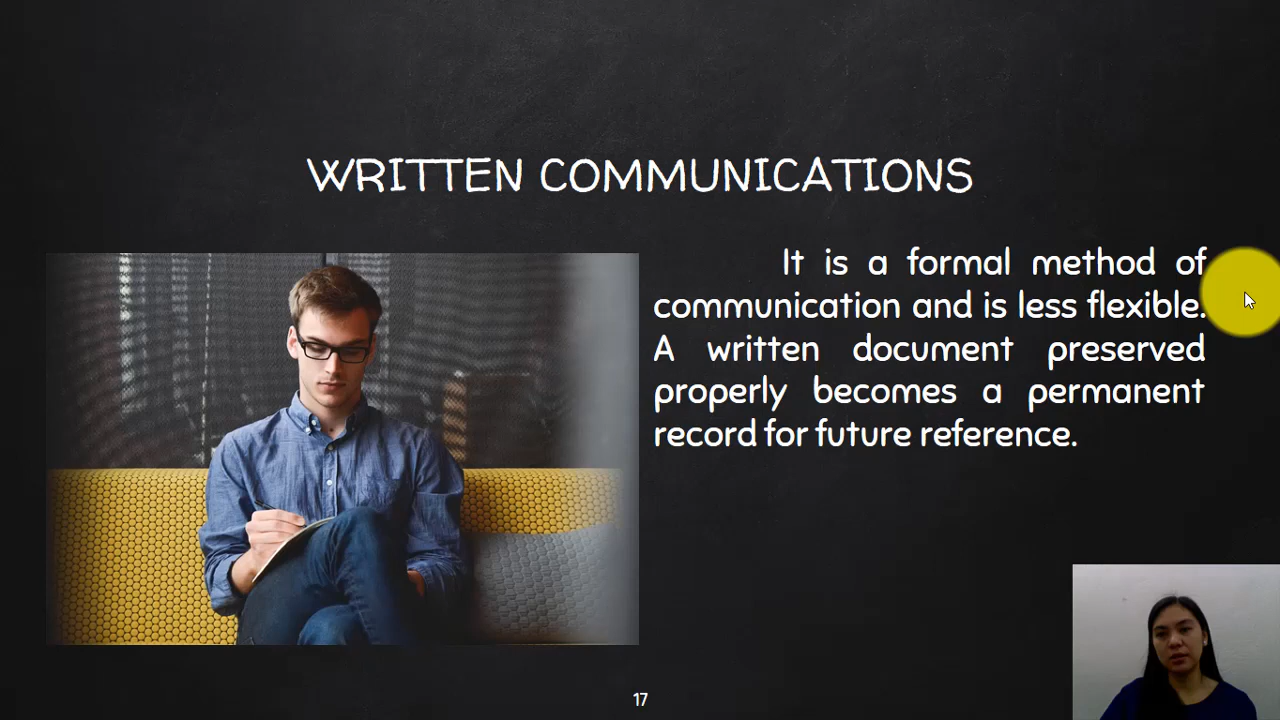 WRITTEN COMMUNICATIONS
It is a formal method of
communication and is less flexible.
A written document preserved
properly becomes a permanent
record for future reference.
17